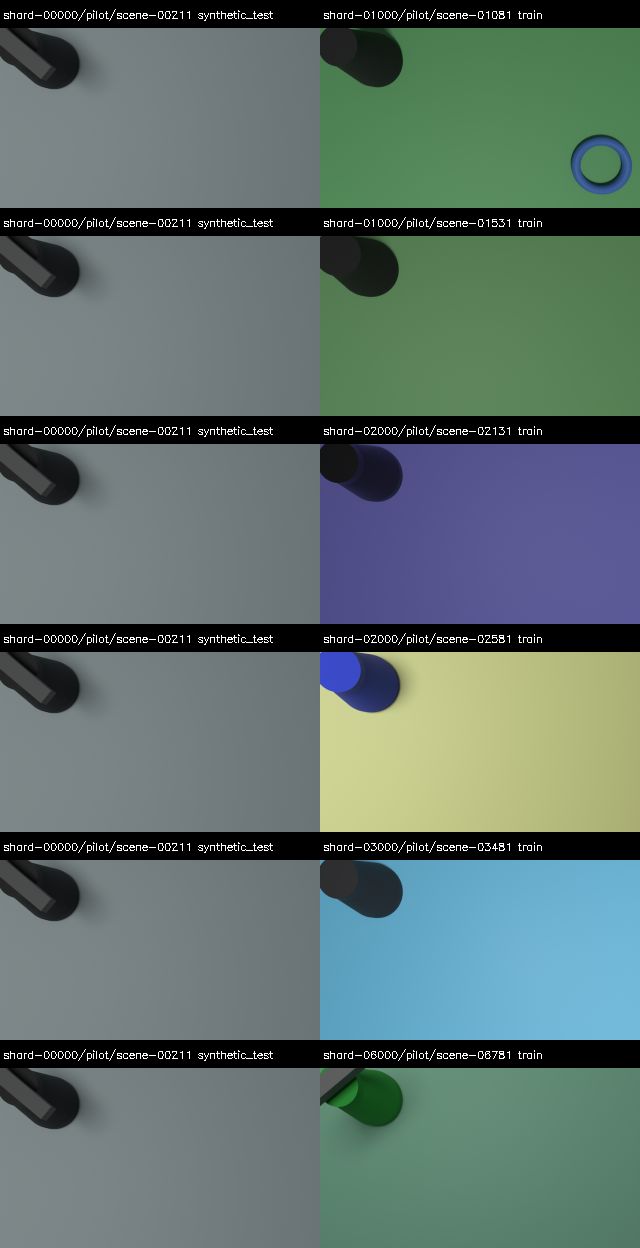 shard-00000/pilot/scene-00211 synthetic_test
shard-01000/pilot/scene-01081 train
shard-00000/pilot/scene-00211 synthetic_test
shard-01000/pilot/scene-01531 train
shard-00000/pilot/scene-00211 synthetic_test
shard-02000/pilot/scene-02131 train
shard-00000/pilot/scene-00211 synthetic_test
shard-02000/pilot/scene-02581 train
shard-00000/pilot/scene-00211 synthetic_test
shard-03000/pilot/scene-03481 train
shard-00000/pilot/scene-00211 synthetic_test
shard-06000/pilot/scene-06781 train